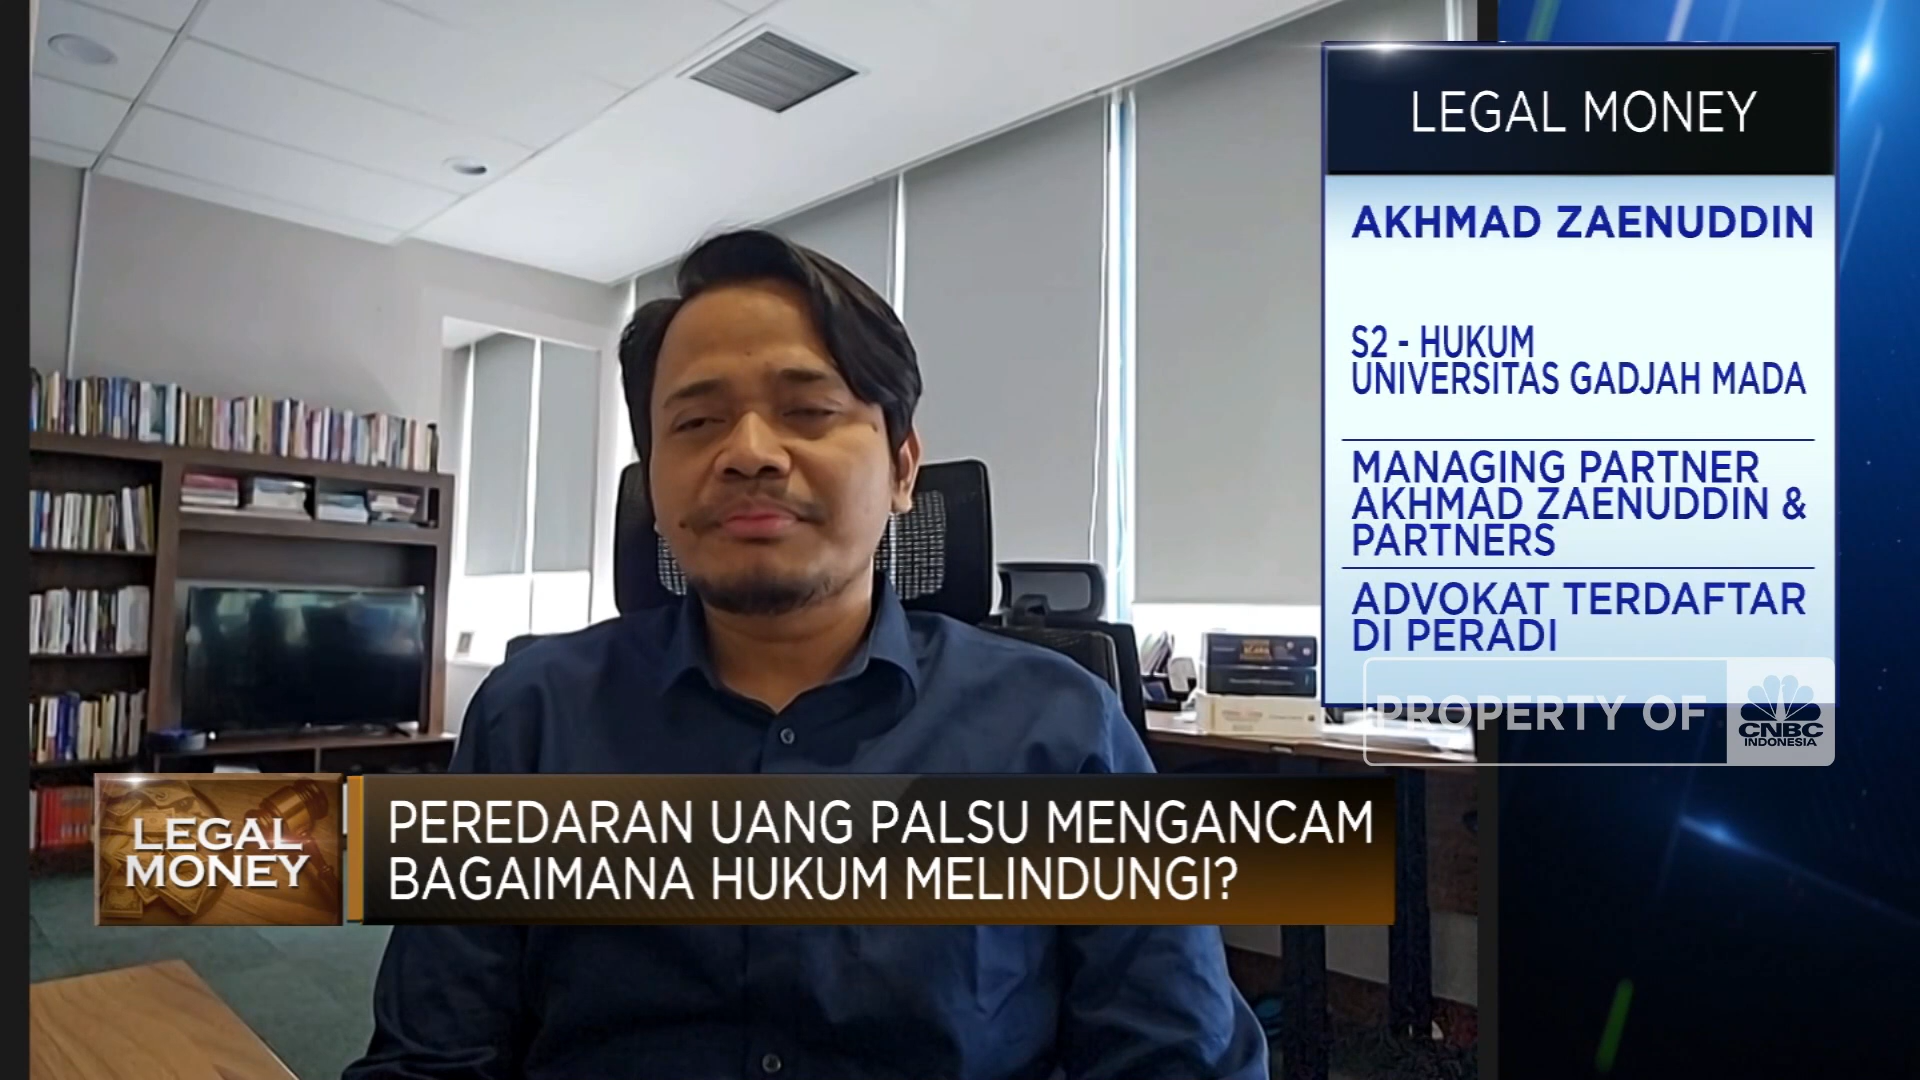 LEGAL MONEY
AKHMAD ZAENUDDIN
S2 - HUKUM
UNIVERSITAS GADJAH MADA
MANAGING PARTNER
AKHMAD ZAENUDDIN &
PARTNERS
ADVOKAT TERDAFTAR
DI PERADI
PROPERTY OF
CNBC
INDONESIA
LEGAL
MONEY
PEREDARAN UANG PALSU MENGANCAM
BAGAIMANA HUKUM MELINDUNGI?